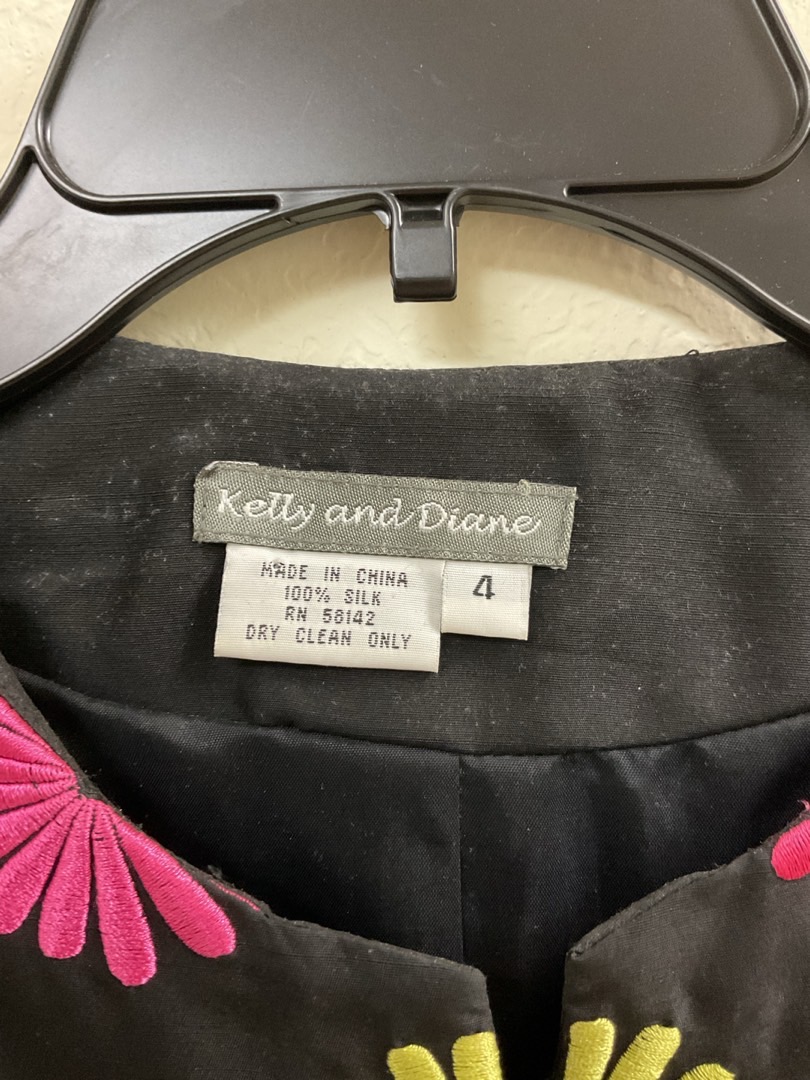 Kelly and Diane
MADE IN CHINA
100% SILK
RN 58142
DRY CLEAN ONLY
4